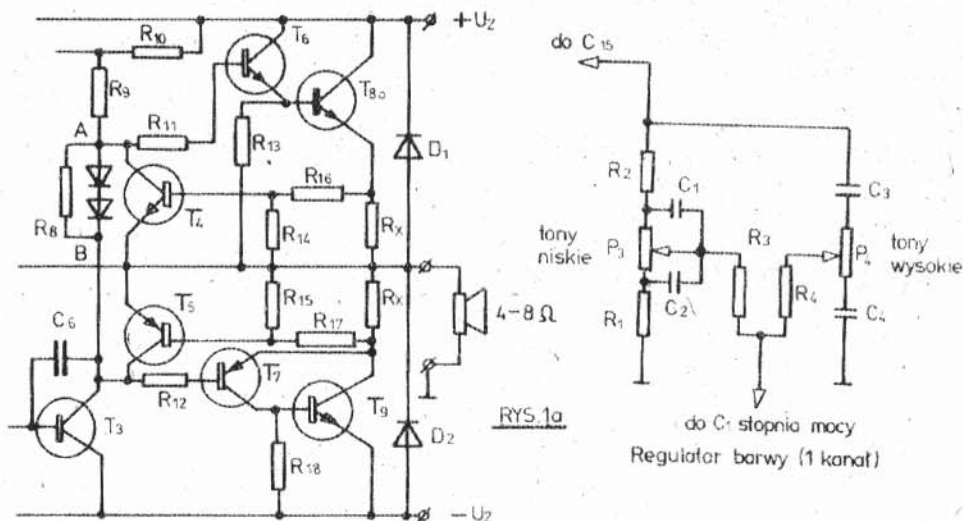 R10
+U2
T6
R9
T8a
A
R11
R13
D1
R16
R8
T4
R14
RX
B
R15
RX
T5
C6
R17
4-8 Ω
T7
R12
T9
T3
RYS.1a
D2
R18
-U2
do C15
R2
C1
C3
tony
niskie
P3
R3
P4
tony
wysokie
C2
R4
R1
C4
do C1 stopnia mocy
Regulator barwy (1 kanał)